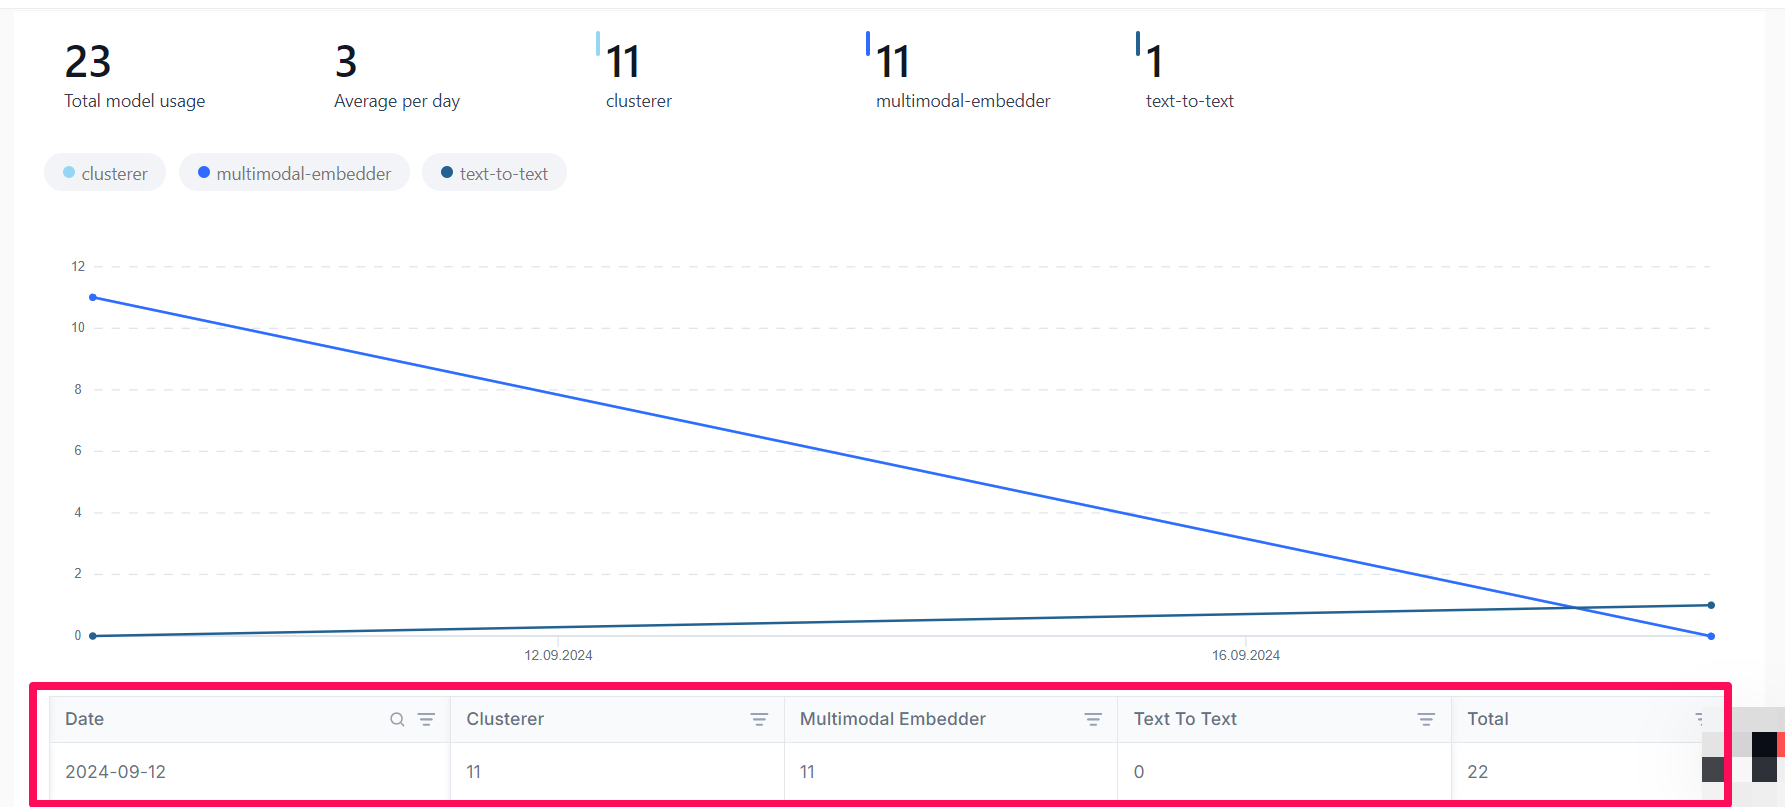 23 3 11 11 1
Total model usage Average per day clusterer multimodal-embedder text-to-text
clusterer multimodal-embedder text-to-text
12
10
8
6
4
2
0
12.09.2024 16.09.2024
Date Clusterer Multimodal Embedder Text To Text Total
2024-09-12 11 11 0 22